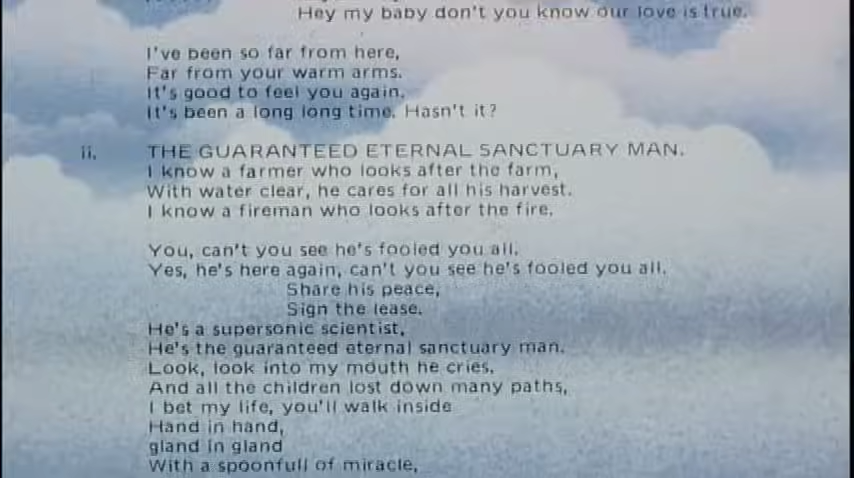 Hey my baby don't you know our love is true.
I've been so far from here,
Far from your warm arms.
It's good to feel you again.
It's been a long long time. Hasn't it?
ii. THE GUARANTEED ETERNAL SANCTUARY MAN.
I know a farmer who looks after the farm,
With water clear, he cares for all his harvest.
I know a fireman who looks after the fire.
You, can't you see he's fooled you all.
Yes, he's here again, can't you see he's fooled you all.
Share his peace,
Sign the lease.
He's a supersonic scientist,
He's the guaranteed eternal sanctuary man.
Look, look into my mouth he cries,
And all the children lost down many paths,
I bet my life, you'll walk inside
Hand in hand,
gland in gland
With a spoonfull of miracle,